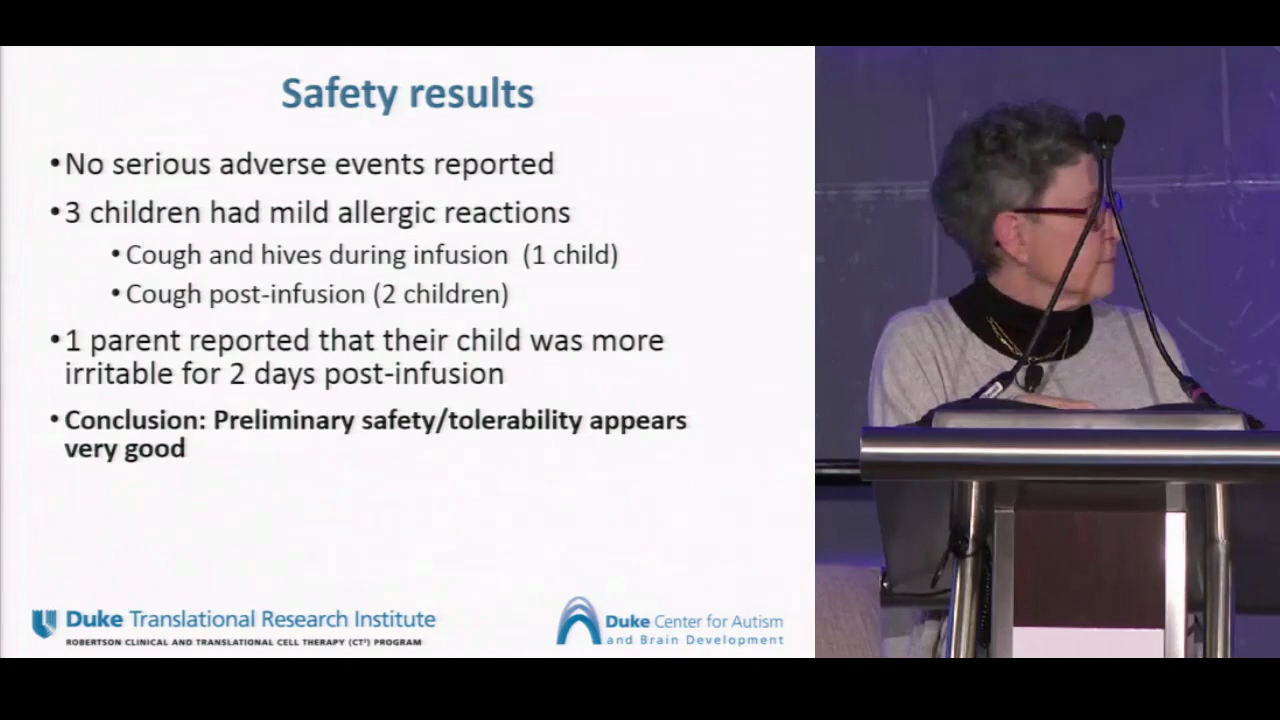 Safety results
•No serious adverse events reported
•3 children had mild allergic reactions
•Cough and hives during infusion (1 child)
•Cough post-infusion (2 children)
•1 parent reported that their child was more
irritable for 2 days post-infusion
•Conclusion: Preliminary safety/tolerability appears
very good
Duke Translational Research Institute
ROBERTSON CLINICAL AND TRANSLATIONAL CELL THERAPY (CT²) PROGRAM
Duke Center for Autism
and Brain Development